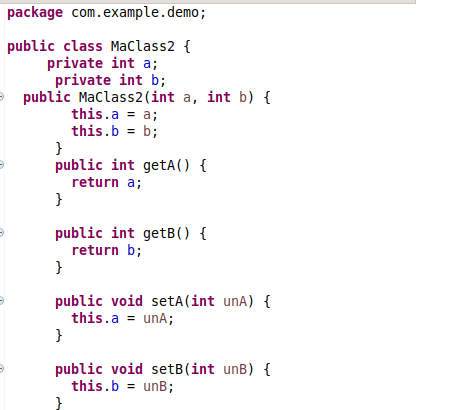 package com.example.demo;
public class MaClass2 {
private int a;
private int b;
public MaClass2(int a, int b) {
this.a = a;
this.b = b;
}
public int getA() {
return a;
}
public int getB() {
return b;
}
public void setA(int unA) {
this.a = unA;
}
public void setB(int unB) {
this.b = unB;
}